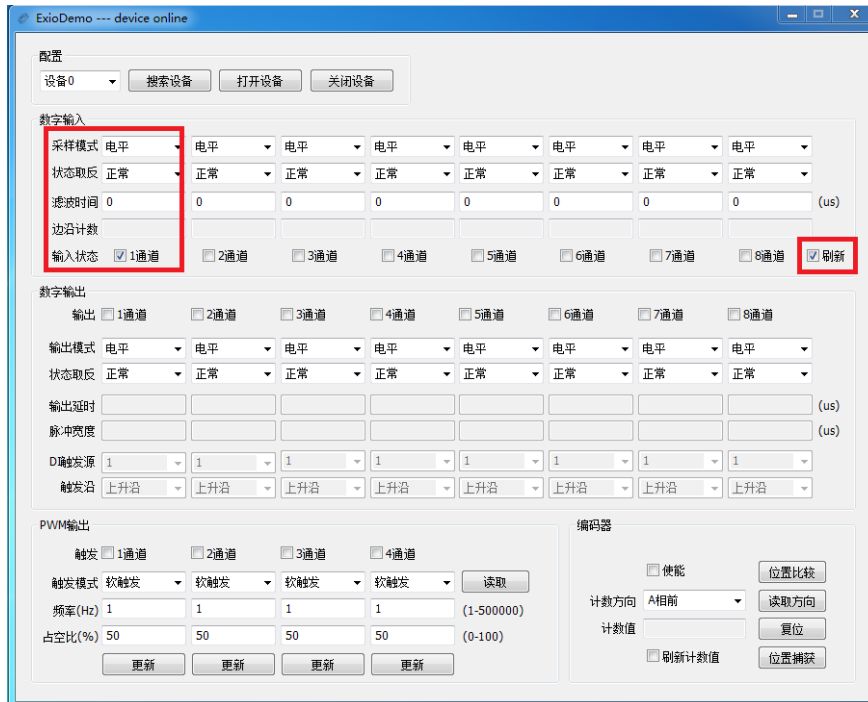 ExioDemo --- device online
配置
设备0 搜索设备 打开设备 关闭设备
数字输入
采样模式 电平 电平 电平 电平 电平 电平 电平 电平
状态取反 正常 正常 正常 正常 正常 正常 正常 正常
滤波时间 0 0 0 0 0 0 0 0 (us)
边沿计数
输入状态 1通道 2通道 3通道 4通道 5通道 6通道 7通道 8通道 刷新
数字输出
输出 1通道 2通道 3通道 4通道 5通道 6通道 7通道 8通道
输出模式 电平 电平 电平 电平 电平 电平 电平 电平
状态取反 正常 正常 正常 正常 正常 正常 正常 正常
输出延时 (us)
脉冲宽度 (us)
DI触发源 1 1 1 1 1 1 1 1
触发沿 上升沿 上升沿 上升沿 上升沿 上升沿 上升沿 上升沿 上升沿
PWM输出
触发 1通道 2通道 3通道 4通道
触发模式 软触发 软触发 软触发 软触发 读取
频率(Hz) 1 1 1 1 (1-500000)
占空比(%) 50 50 50 50 (0-100)
更新 更新 更新 更新
编码器
使能 位置比较
计数方向 A相前 读取方向
计数值 复位
刷新计数值 位置捕获